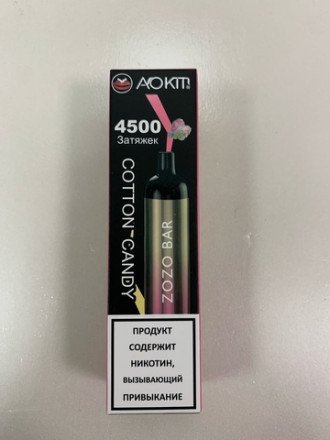 AOKIT
4500
Затяжек
COTTON CANDY
ZOZO BAR
ПРОДУКТ
СОДЕРЖИТ
НИКОТИН,
ВЫЗЫВАЮЩИЙ
ПРИВЫКАНИЕ